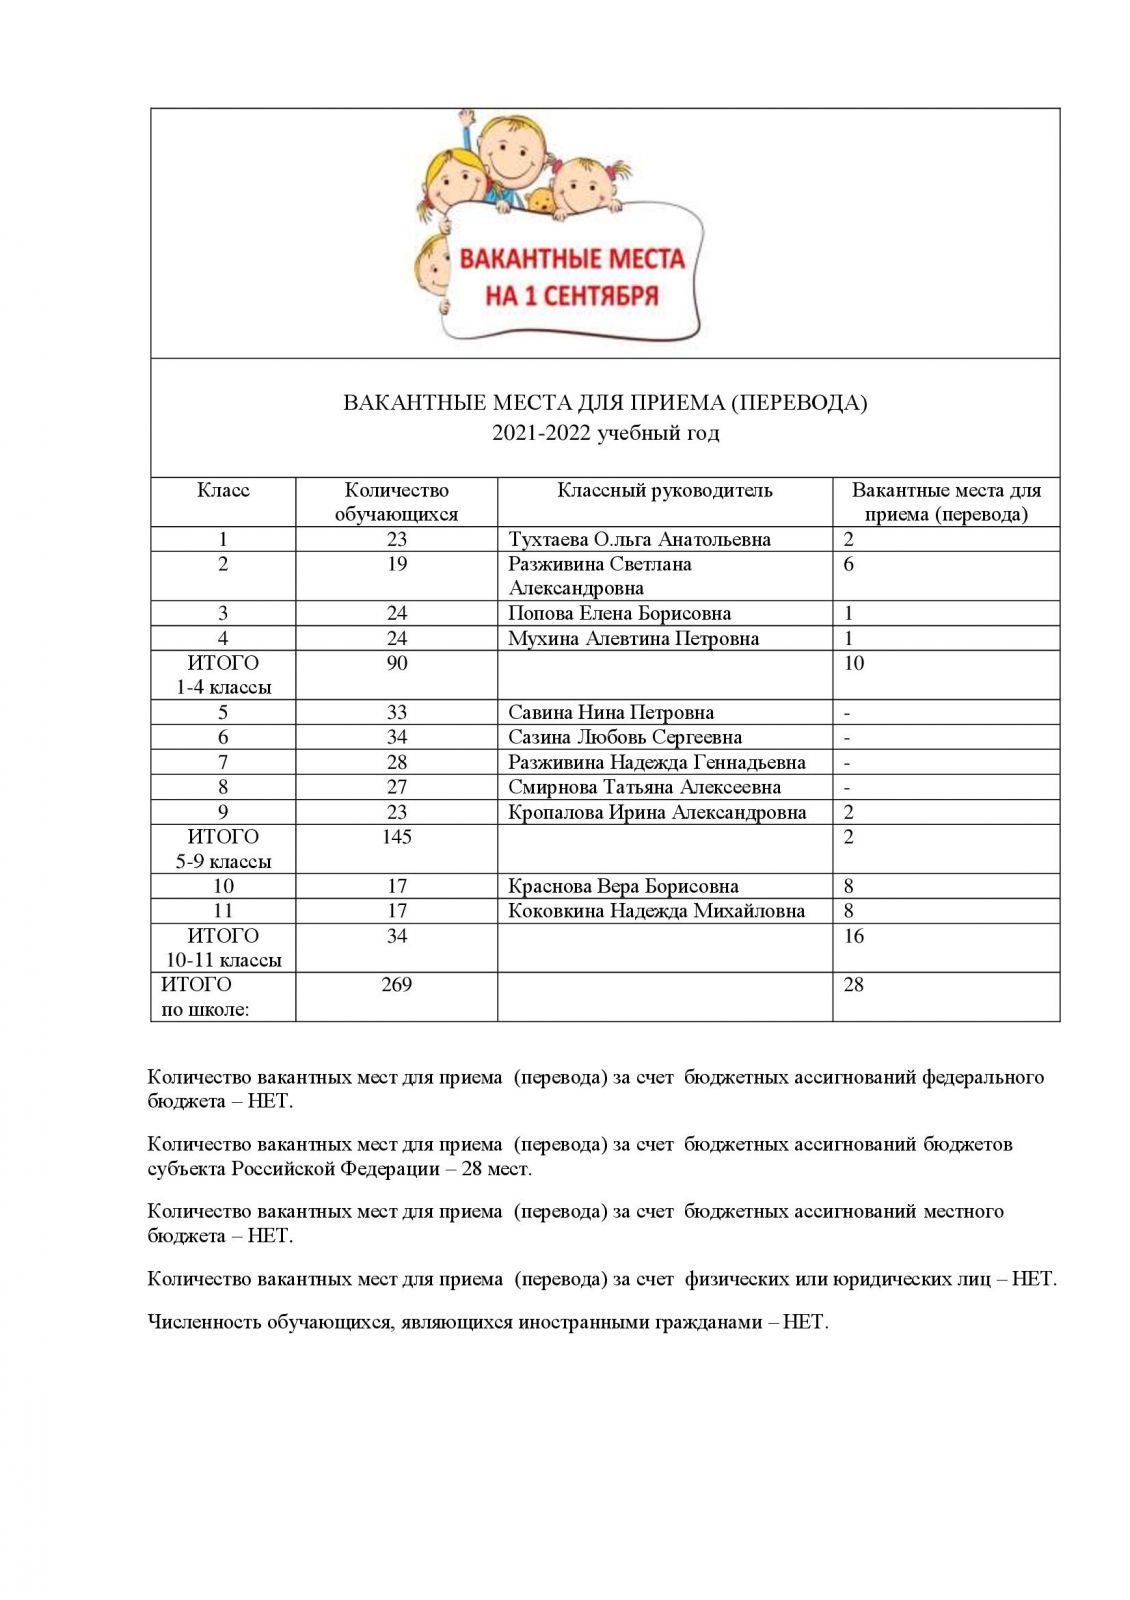 ВАКАНТНЫЕ МЕСТА
НА 1 СЕНТЯБРЯ
ВАКАНТНЫЕ МЕСТА ДЛЯ ПРИЕМА (ПЕРЕВОДА)
2021-2022 учебный год
Класс Количество обучающихся Классный руководитель Вакантные места для приема (перевода)
1 23 Тухтаева О.льга Анатольевна 2
2 19 Разживина Светлана Александровна 6
3 24 Попова Елена Борисовна 1
4 24 Мухина Алевтина Петровна 1
ИТОГО 1-4 классы 90 10
5 33 Савина Нина Петровна -
6 34 Сазина Любовь Сергеевна -
7 28 Разживина Надежда Геннадьевна -
8 27 Смирнова Татьяна Алексеевна -
9 23 Кропалова Ирина Александровна 2
ИТОГО 5-9 классы 145 2
10 17 Краснова Вера Борисовна 8
11 17 Коковкина Надежда Михайловна 8
ИТОГО 10-11 классы 34 16
ИТОГО по школе: 269 28
Количество вакантных мест для приема (перевода) за счет бюджетных ассигнований федерального
бюджета – НЕТ.
Количество вакантных мест для приема (перевода) за счет бюджетных ассигнований бюджетов
субъекта Российской Федерации – 28 мест.
Количество вакантных мест для приема (перевода) за счет бюджетных ассигнований местного
бюджета – НЕТ.
Количество вакантных мест для приема (перевода) за счет физических или юридических лиц – НЕТ.
Численность обучающихся, являющихся иностранными гражданами – НЕТ.